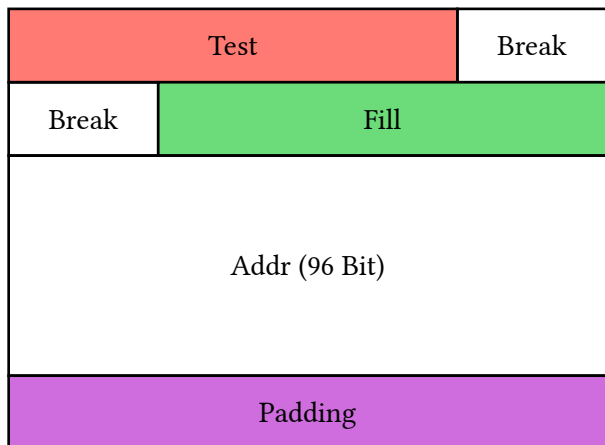 Test
Break
Break
Fill
Addr (96 Bit)
Padding